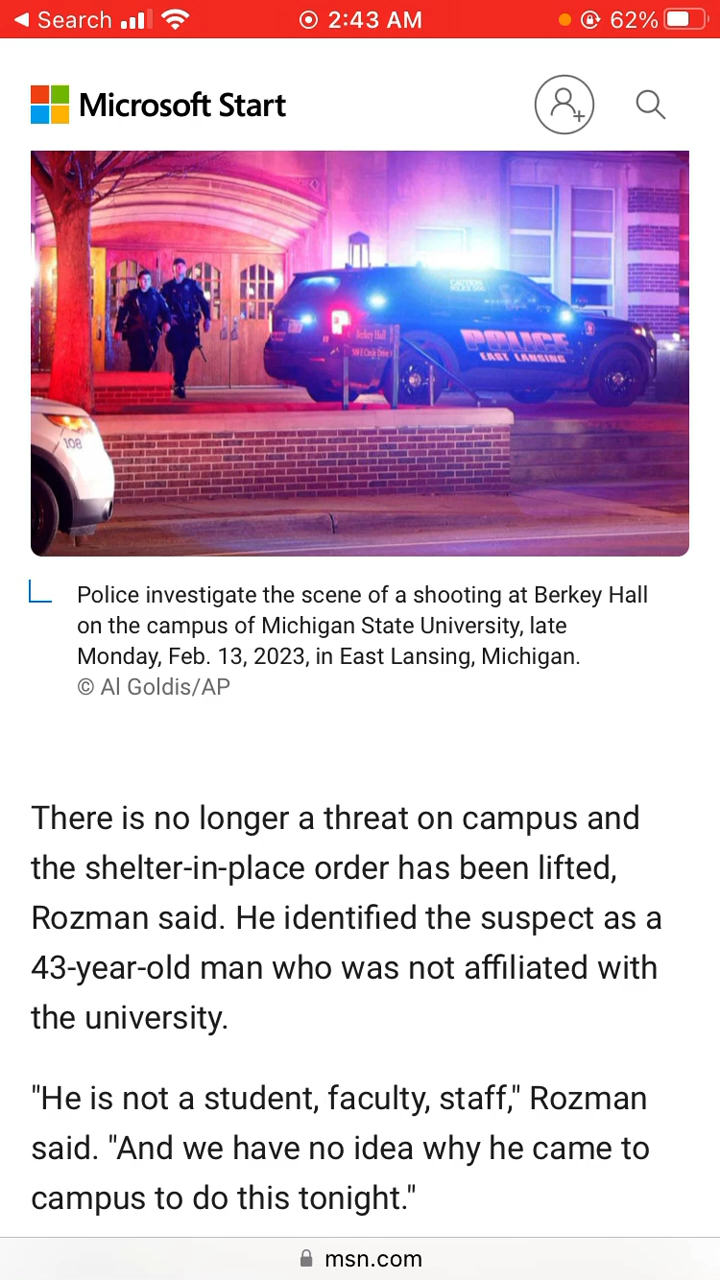 Search
2:43 AM
62%
Microsoft Start
POLICE
EAST LANSING
Berkey Hall
108
Police investigate the scene of a shooting at Berkey Hall
on the campus of Michigan State University, late
Monday, Feb. 13, 2023, in East Lansing, Michigan.
© Al Goldis/AP
There is no longer a threat on campus and
the shelter-in-place order has been lifted,
Rozman said. He identified the suspect as a
43-year-old man who was not affiliated with
the university.
"He is not a student, faculty, staff," Rozman
said. "And we have no idea why he came to
campus to do this tonight."
msn.com